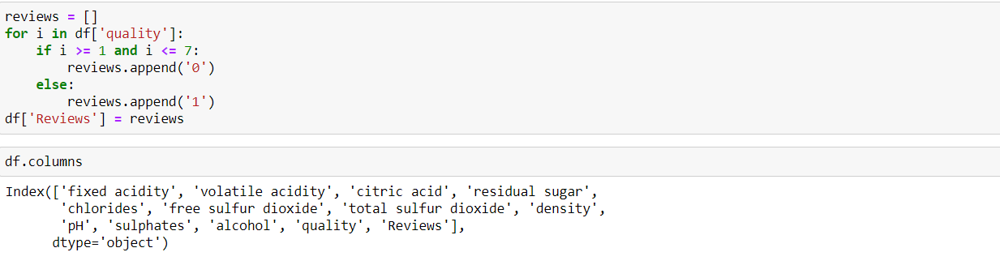 reviews = []
for i in df['quality']:
    if i >= 1 and i <= 7:
        reviews.append('0')
    else:
        reviews.append('1')
df['Reviews'] = reviews
df.columns
Index(['fixed acidity', 'volatile acidity', 'citric acid', 'residual sugar',
       'chlorides', 'free sulfur dioxide', 'total sulfur dioxide', 'density',
       'pH', 'sulphates', 'alcohol', 'quality', 'Reviews'],
      dtype='object')